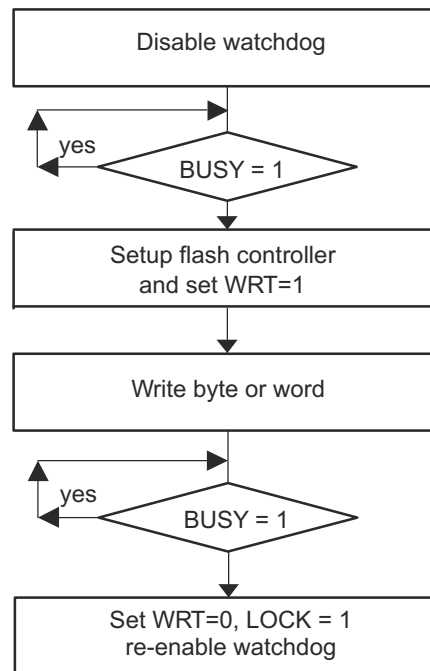 Disable watchdog
yes
BUSY = 1
Setup flash controller
and set WRT=1
Write byte or word
yes
BUSY = 1
Set WRT=0, LOCK = 1
re-enable watchdog